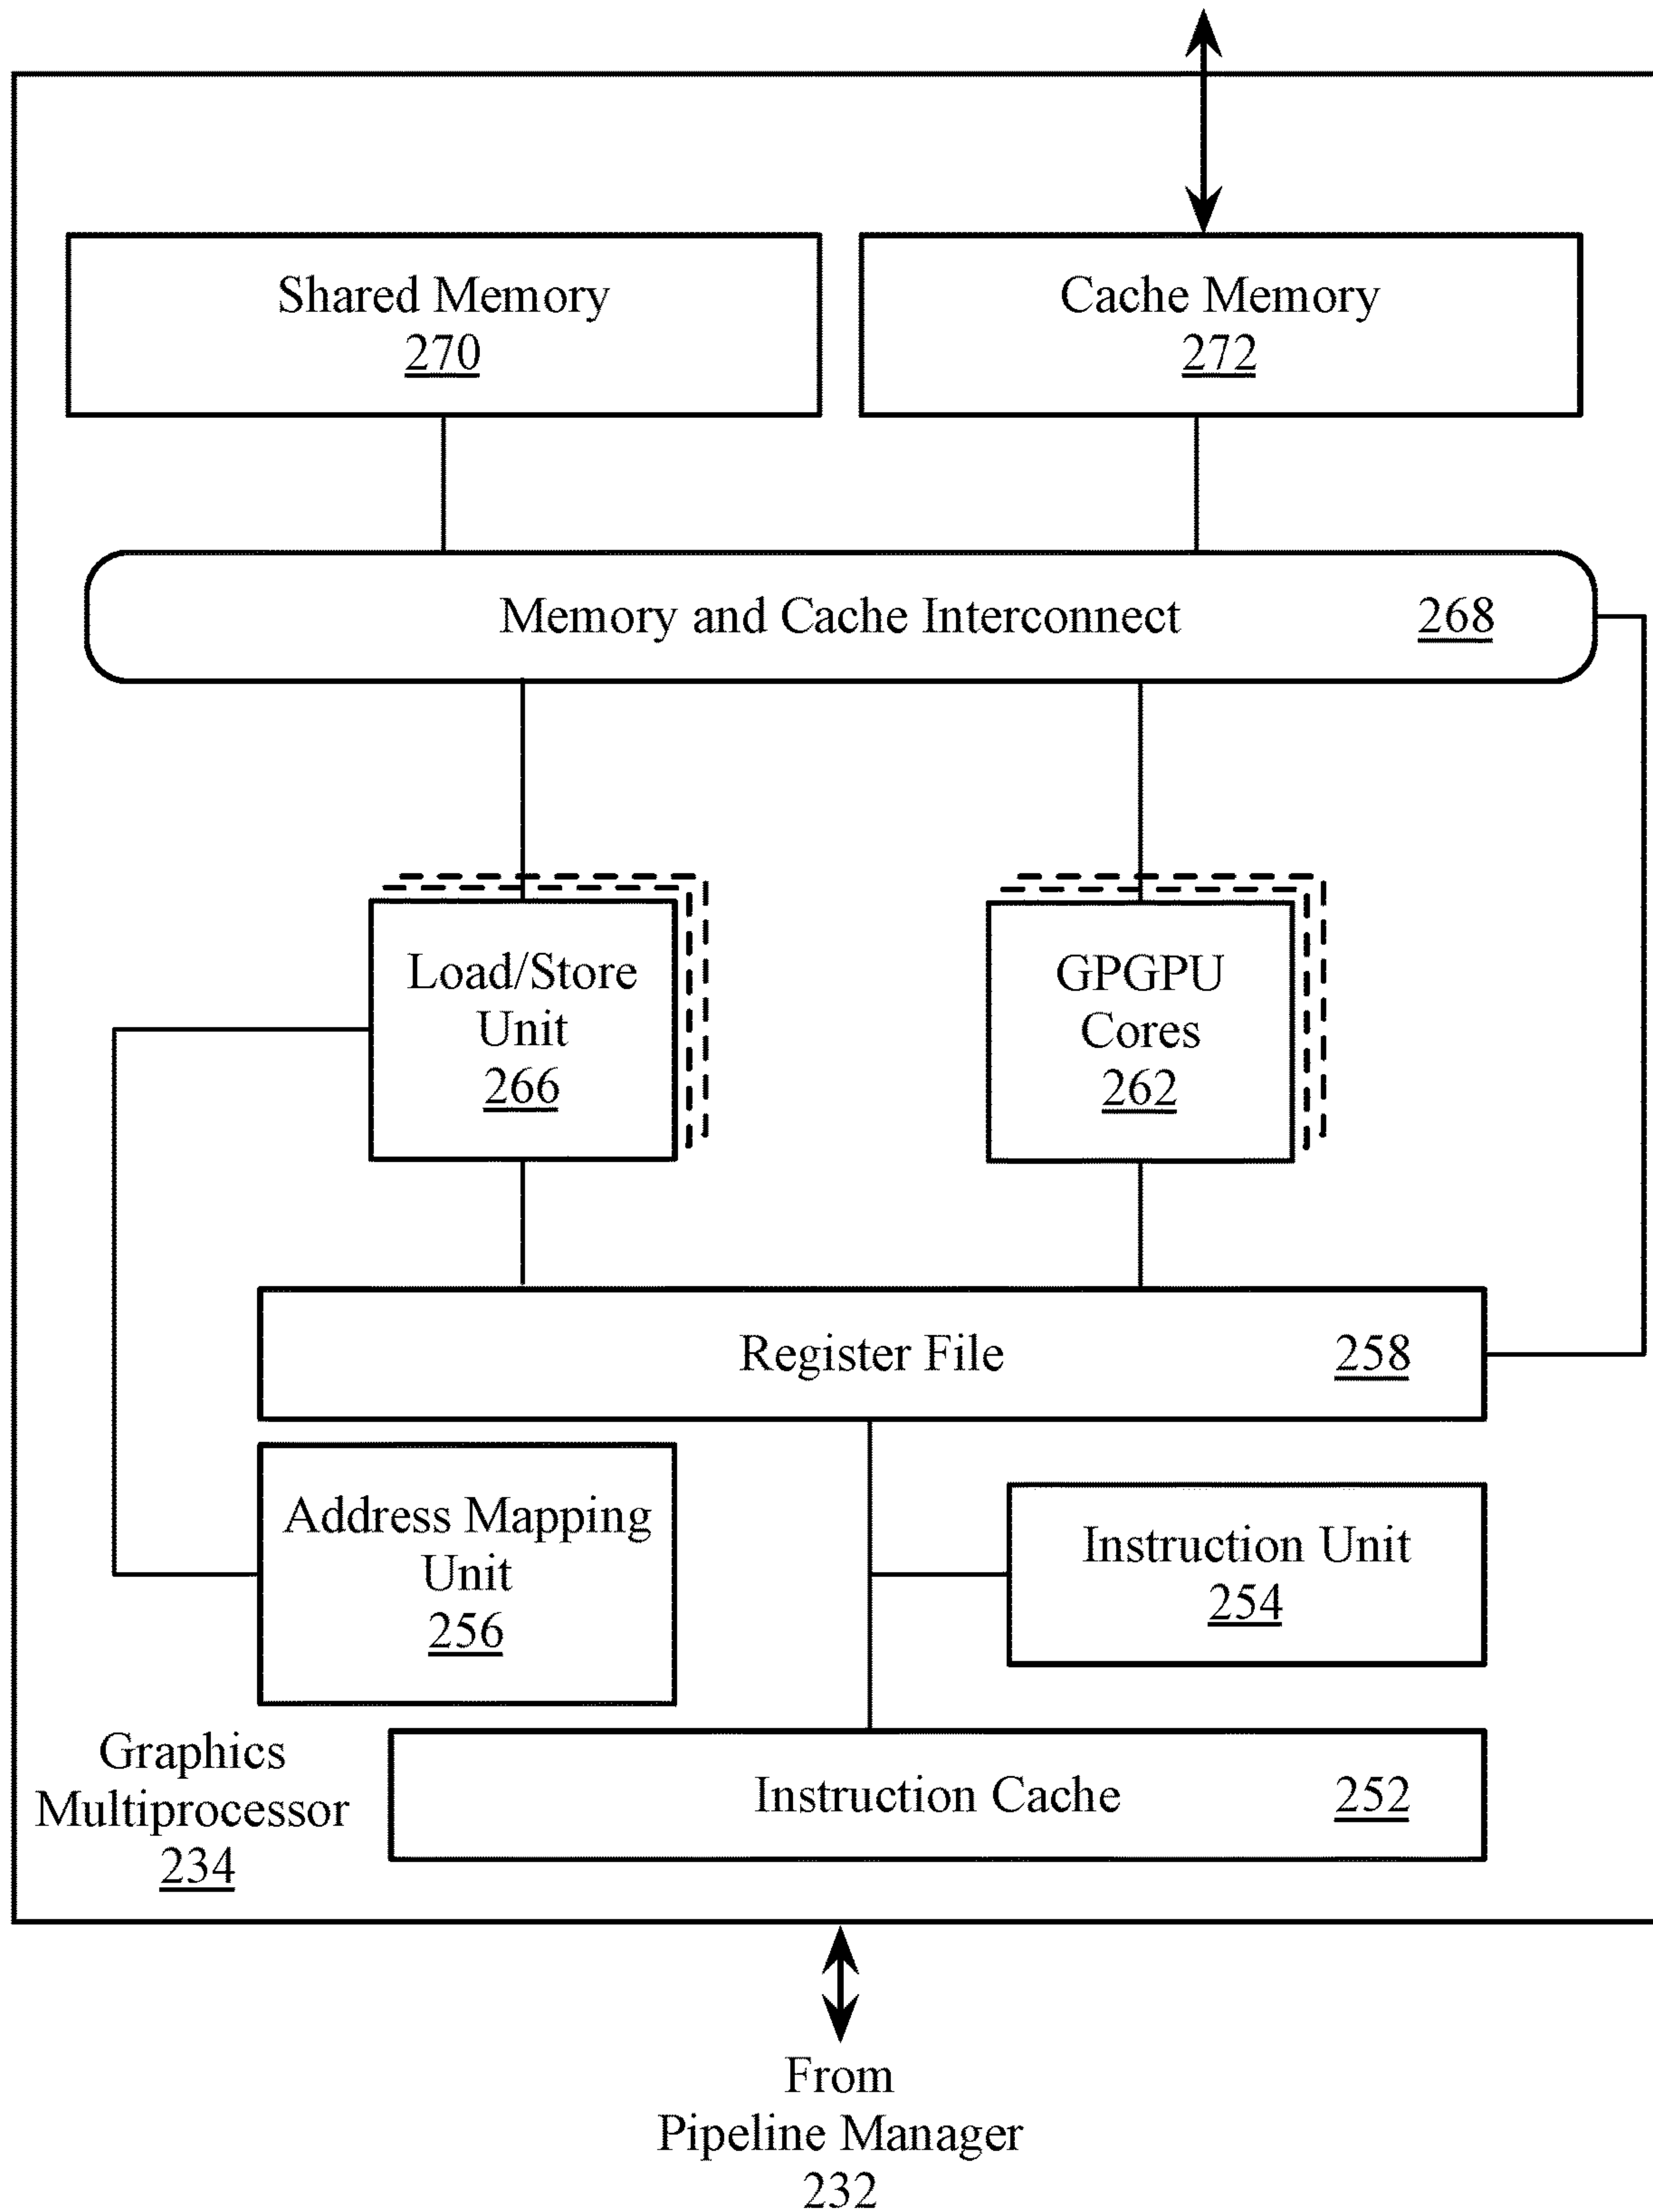 Shared Memory
270
Cache Memory
272
Memory and Cache Interconnect 268
Load/Store
Unit
266
GPGPU
Cores
262
Register File 258
Address Mapping
Unit
256
Instruction Unit
254
Graphics
Multiprocessor
234
Instruction Cache 252
From
Pipeline Manager
232